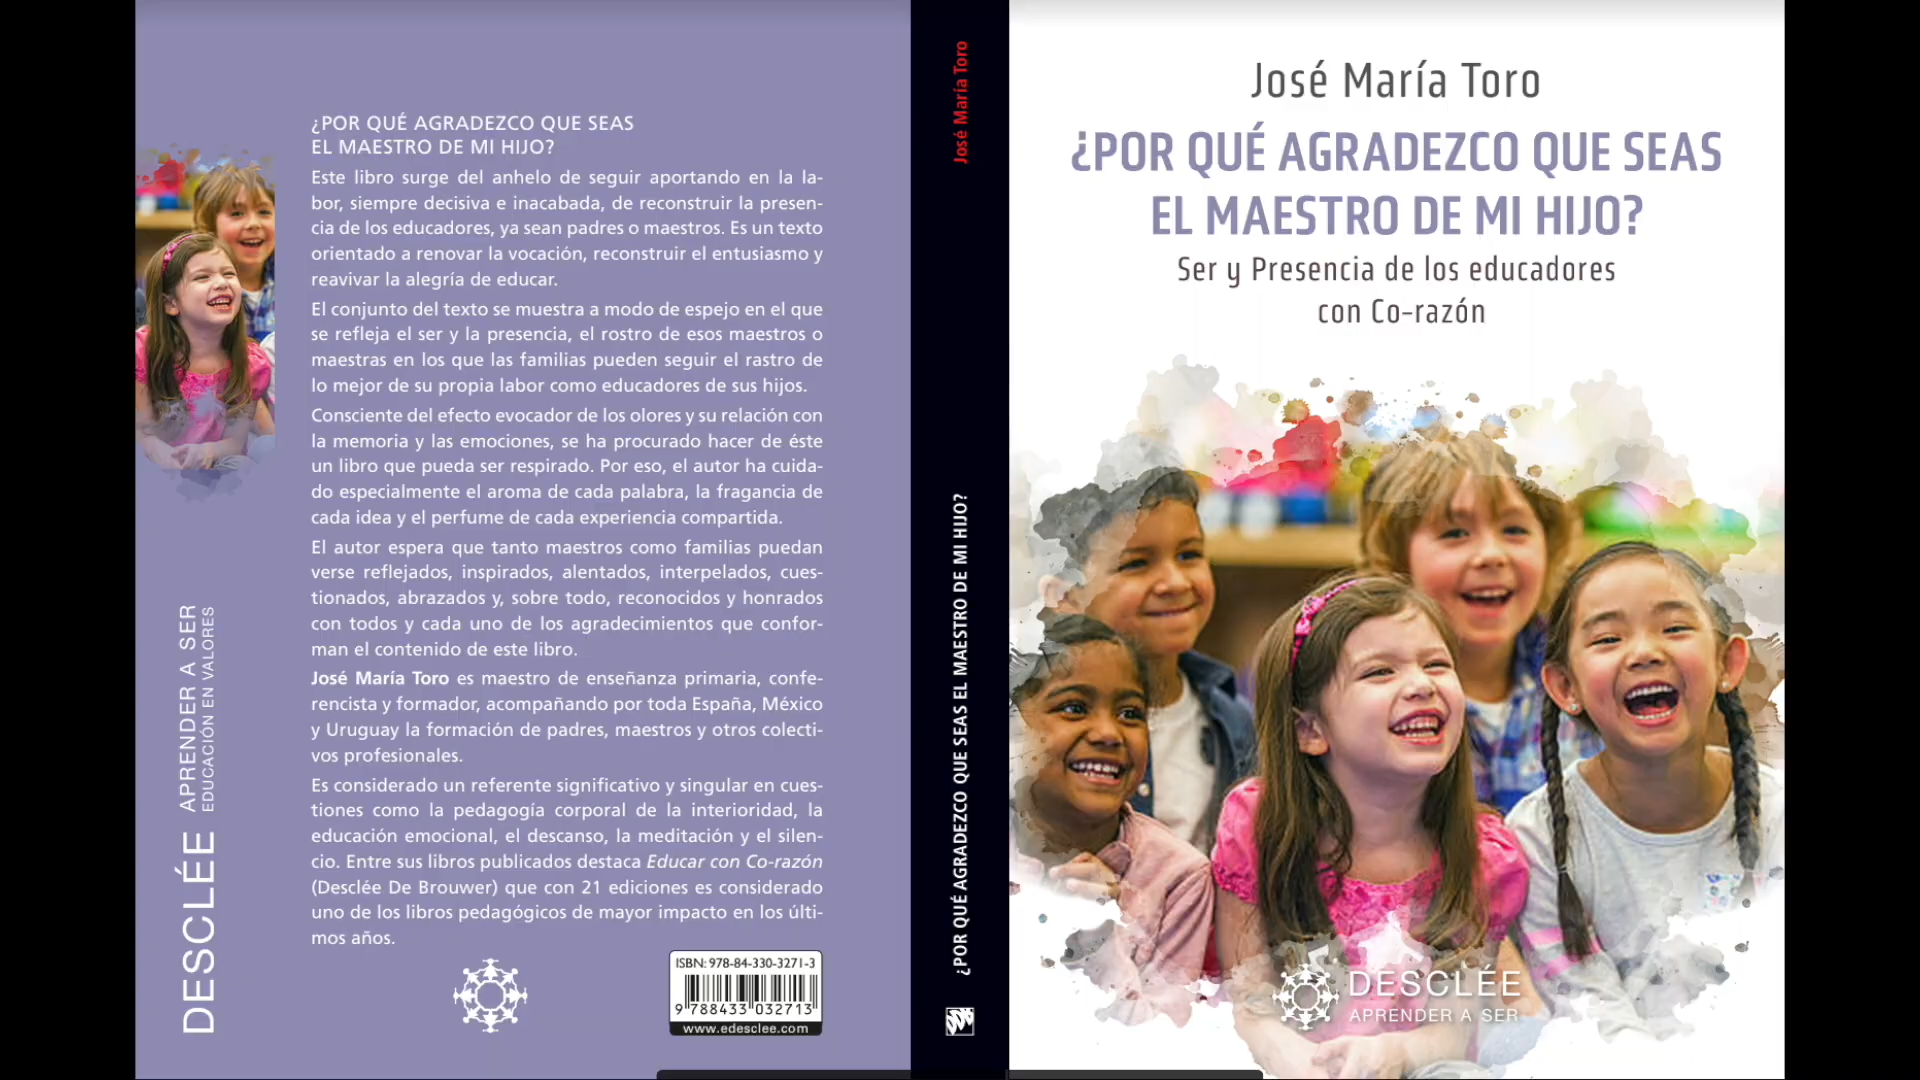 ¿POR QUÉ AGRADEZCO QUE SEAS
EL MAESTRO DE MI HIJO?
Este libro surge del anhelo de seguir aportando en la la-
bor, siempre decisiva e inacabada, de reconstruir la presen-
cia de los educadores, ya sean padres o maestros. Es un texto
orientado a renovar la vocación, reconstruir el entusiasmo y
reavivar la alegría de educar.
El conjunto del texto se muestra a modo de espejo en el que
se refleja el ser y la presencia, el rostro de esos maestros o
maestras en los que las familias pueden seguir el rastro de
lo mejor de su propia labor como educadores de sus hijos.
Consciente del efecto evocador de los olores y su relación con
la memoria y las emociones, se ha procurado hacer de éste
un libro que pueda ser respirado. Por eso, el autor ha cuida-
do especialmente el aroma de cada palabra, la fragancia de
cada idea y el perfume de cada experiencia compartida.
El autor espera que tanto maestros como familias puedan
verse reflejados, inspirados, alentados, interpelados, cues-
tionados, abrazados y, sobre todo, reconocidos y honrados
con todos y cada uno de los agradecimientos que confor-
man el contenido de este libro.
José María Toro es maestro de enseñanza primaria, confe-
rencista y formador, acompañando por toda España, México
y Uruguay la formación de padres, maestros y otros colecti-
vos profesionales.
Es considerado un referente significativo y singular en cues-
tiones como la pedagogía corporal de la interioridad, la
educación emocional, el descanso, la meditación y el silen-
cio. Entre sus libros publicados destaca Educar con Co-razón
(Desclée De Brouwer) que con 21 ediciones es considerado
uno de los libros pedagógicos de mayor impacto en los últi-
mos años.
DESCLÉE
APRENDER A SER
EDUCACIÓN EN VALORES
ISBN: 978-84-330-3271-3
9 788433 032713
www.edesclee.com
José María Toro
¿POR QUÉ AGRADEZCO QUE SEAS EL MAESTRO DE MI HIJO?
José María Toro
¿POR QUÉ AGRADEZCO QUE SEAS
EL MAESTRO DE MI HIJO?
Ser y Presencia de los educadores
con Co-razón
DESCLÉE
APRENDER A SER